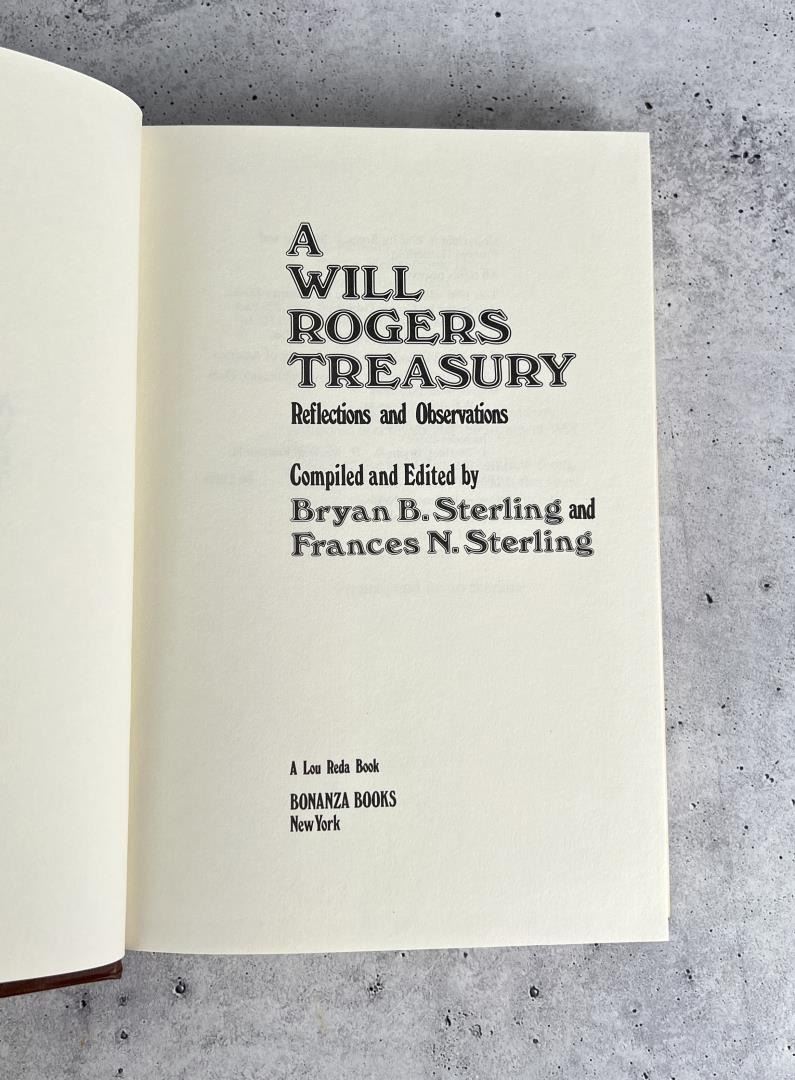 A
WILL
ROGERS
TREASURY
Reflections and Observations
Compiled and Edited by
Bryan B. Sterling and
Frances N. Sterling
A Lou Reda Book
BONANZA BOOKS
New York